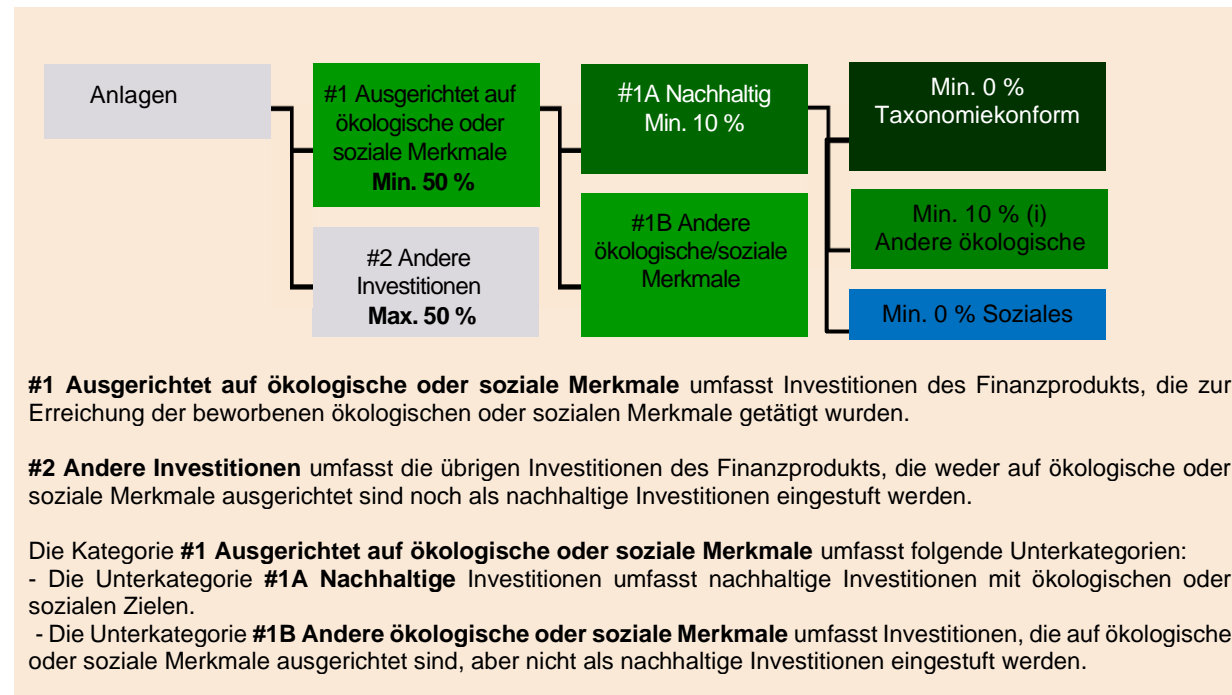 Anlagen
#1 Ausgerichtet auf
ökologische oder
soziale Merkmale
Min. 50 %
#2 Andere
Investitionen
Max. 50 %
#1A Nachhaltig
Min. 10 %
#1B Andere
ökologische/soziale
Merkmale
Min. 0 %
Taxonomiekonform
Min. 10 % (i)
Andere ökologische
Min. 0 % Soziales
#1 Ausgerichtet auf ökologische oder soziale Merkmale umfasst Investitionen des Finanzprodukts, die zur
Erreichung der beworbenen ökologischen oder sozialen Merkmale getätigt wurden.
#2 Andere Investitionen umfasst die übrigen Investitionen des Finanzprodukts, die weder auf ökologische oder
soziale Merkmale ausgerichtet sind noch als nachhaltige Investitionen eingestuft werden.
Die Kategorie #1 Ausgerichtet auf ökologische oder soziale Merkmale umfasst folgende Unterkategorien:
- Die Unterkategorie #1A Nachhaltige Investitionen umfasst nachhaltige Investitionen mit ökologischen oder
sozialen Zielen.
- Die Unterkategorie #1B Andere ökologische oder soziale Merkmale umfasst Investitionen, die auf ökologische
oder soziale Merkmale ausgerichtet sind, aber nicht als nachhaltige Investitionen eingestuft werden.